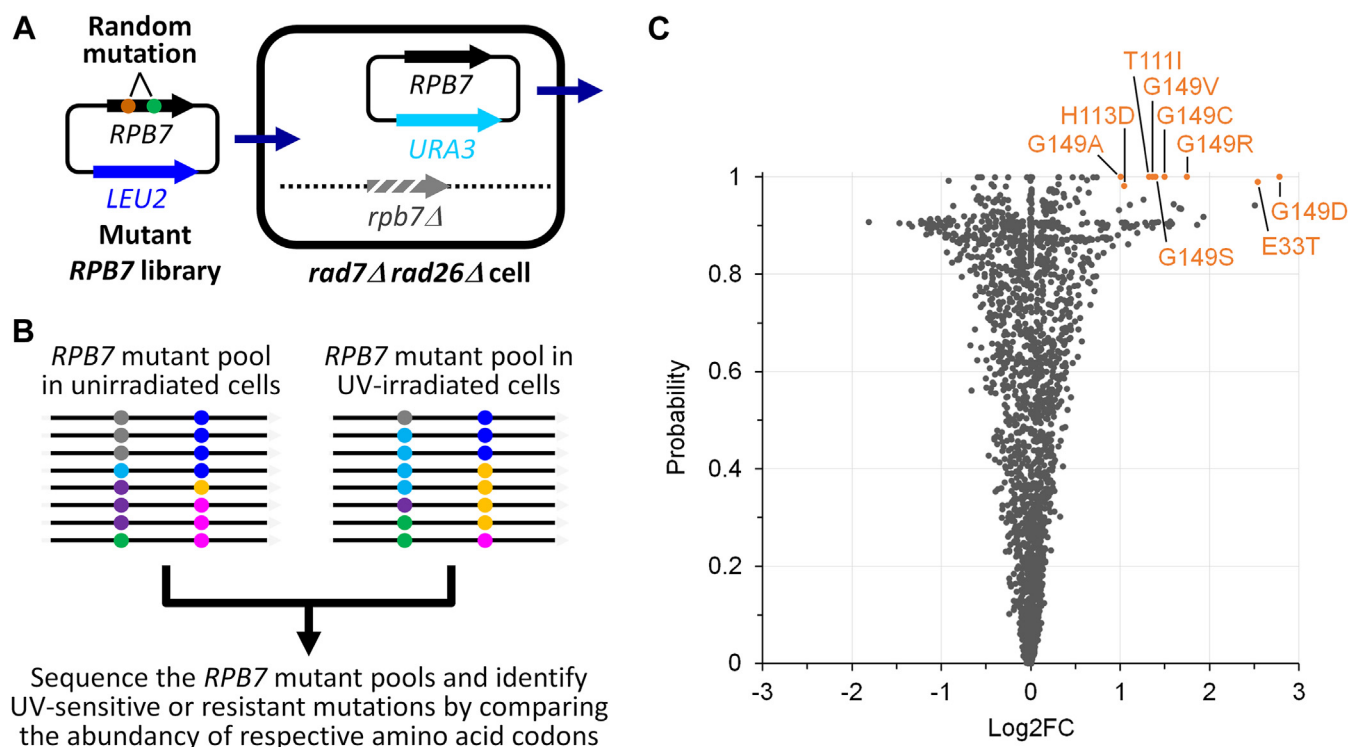 A
Random
mutation
RPB7
LEU2
Mutant
RPB7 library
RPB7
URA3
rpb7Δ
rad7Δ rad26Δ cell
B
RPB7 mutant pool
in unirradiated cells
RPB7 mutant pool in
UV-irradiated cells
Sequence the RPB7 mutant pools and identify
UV-sensitive or resistant mutations by comparing
the abundancy of respective amino acid codons
C
T111I
G149V
H113D
G149C
G149A
G149R
G149D
E33T
G149S
1
0.8
0.6
0.4
0.2
0
Probability
-3
-2
-1
0
1
2
3
Log2FC